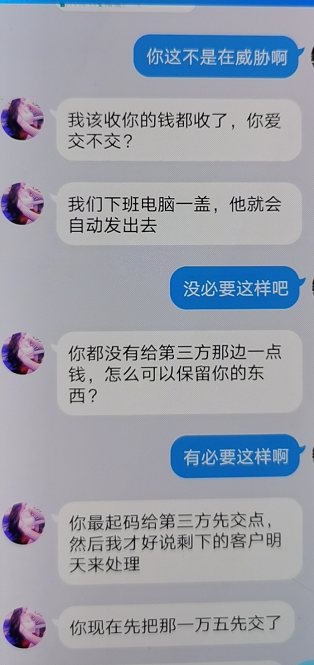 你这不是在威胁啊
我该收你的钱都收了，你爱
交不交？
我们下班电脑一盖，他就会
自动发出去
没必要这样吧
你都没有给第三方那边一点
钱，怎么可以保留你的东
西？
有必要这样啊
你最起码给第三方先交点，
然后我才好说剩下的客户明
天来处理
你现在先把那一万五先交了